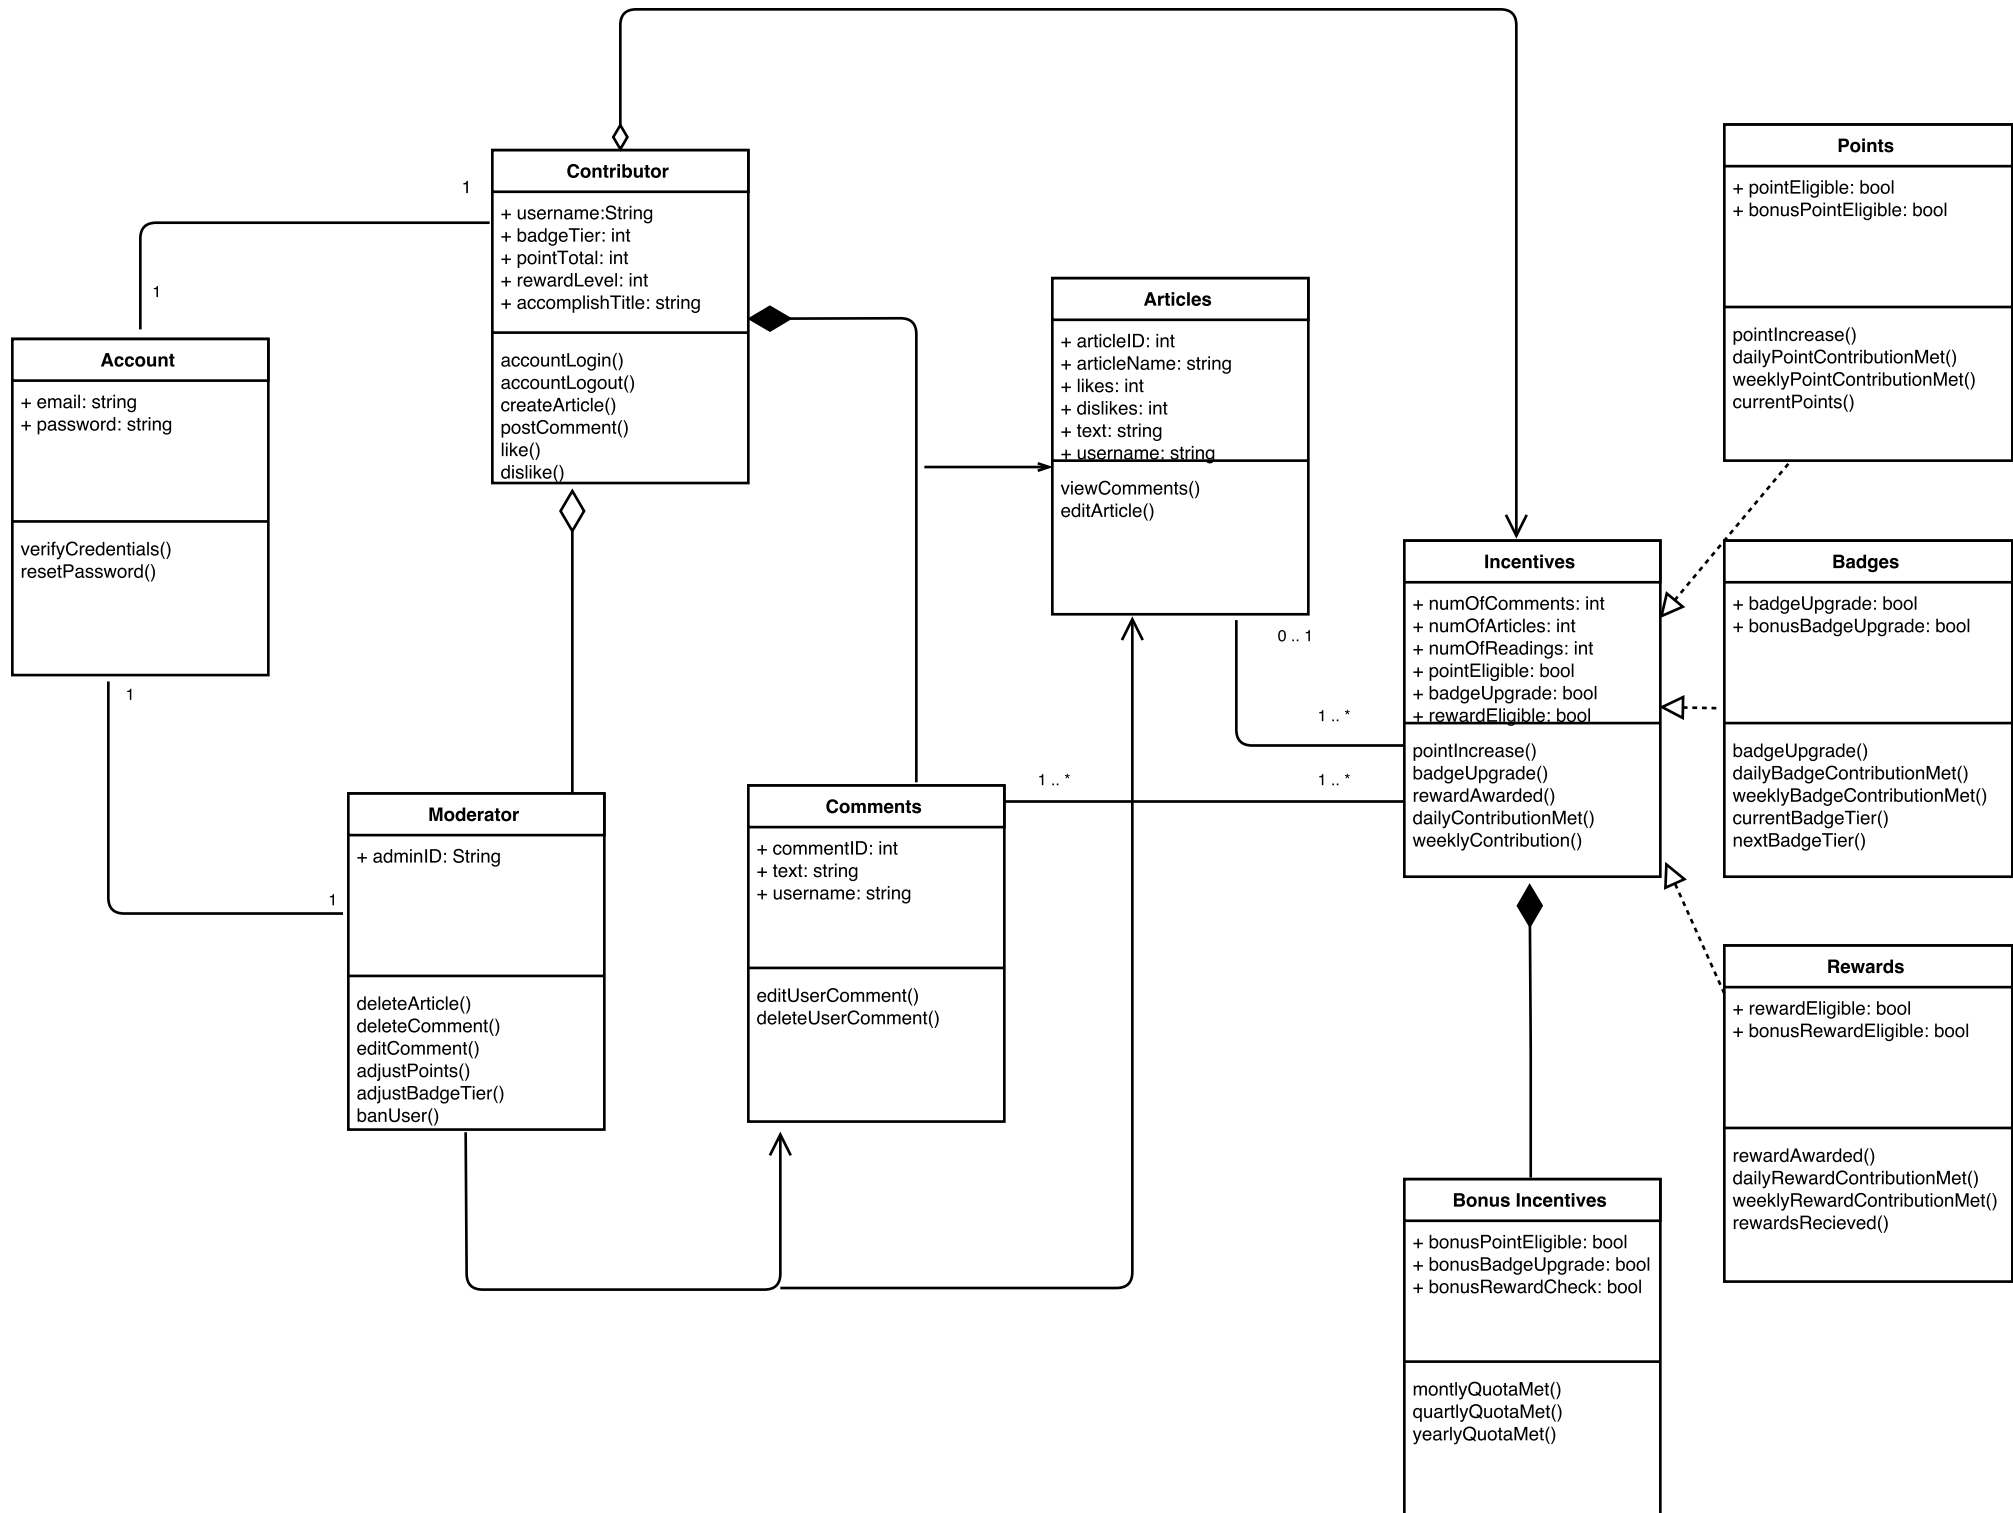 Contributor
+ username:String
+ badgeTier: int
+ pointTotal: int
+ rewardLevel: int
+ accomplishTitle: string
accountLogin()
accountLogout()
createArticle()
postComment()
like()
dislike()
1
1
Account
+ email: string
+ password: string
verifyCredentials()
resetPassword()
1
1
Moderator
+ adminID: String
deleteArticle()
deleteComment()
editComment()
adjustPoints()
adjustBadgeTier()
banUser()
Comments
+ commentID: int
+ text: string
+ username: string
editUserComment()
deleteUserComment()
1 .. *
1 .. *
Articles
+ articleID: int
+ articleName: string
+ likes: int
+ dislikes: int
+ text: string
+ username: string
viewComments()
editArticle()
0 .. 1
1 .. *
Incentives
+ numOfComments: int
+ numOfArticles: int
+ numOfReadings: int
+ pointEligible: bool
+ badgeUpgrade: bool
+ rewardEligible: bool
pointIncrease()
badgeUpgrade()
rewardAwarded()
dailyContributionMet()
weeklyContribution()
Points
+ pointEligible: bool
+ bonusPointEligible: bool
pointIncrease()
dailyPointContributionMet()
weeklyPointContributionMet()
currentPoints()
Badges
+ badgeUpgrade: bool
+ bonusBadgeUpgrade: bool
badgeUpgrade()
dailyBadgeContributionMet()
weeklyBadgeContributionMet()
currentBadgeTier()
nextBadgeTier()
Rewards
+ rewardEligible: bool
+ bonusRewardEligible: bool
rewardAwarded()
dailyRewardContributionMet()
weeklyRewardContributionMet()
rewardsRecieved()
Bonus Incentives
+ bonusPointEligible: bool
+ bonusBadgeUpgrade: bool
+ bonusRewardCheck: bool
montlyQuotaMet()
quartlyQuotaMet()
yearlyQuotaMet()